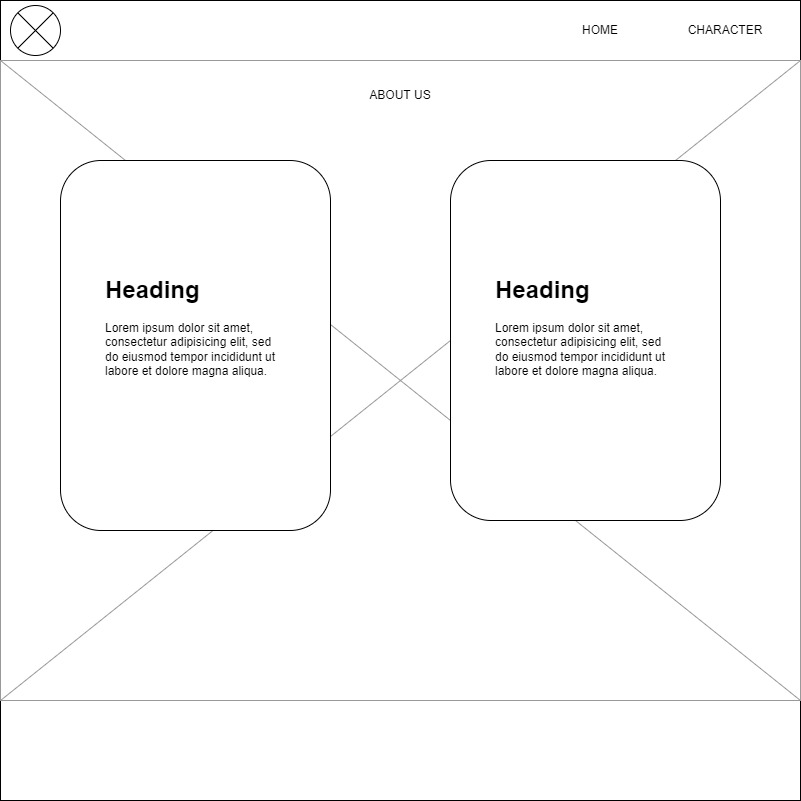 HOME
CHARACTER
ABOUT US
Heading
Lorem ipsum dolor sit amet,
consectetur adipisicing elit, sed
do eiusmod tempor incididunt ut
labore et dolore magna aliqua.
Heading
Lorem ipsum dolor sit amet,
consectetur adipisicing elit, sed
do eiusmod tempor incididunt ut
labore et dolore magna aliqua.